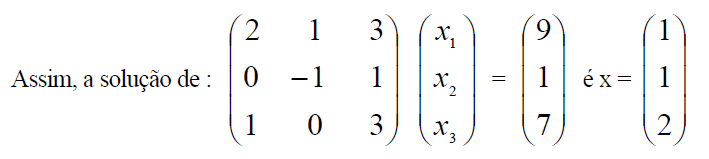 2 1 3 x₁ 9 1
Assim, a solução de : 0 −1 1 x₂ = 1 é x = 1
1 0 3 x₃ 7 2